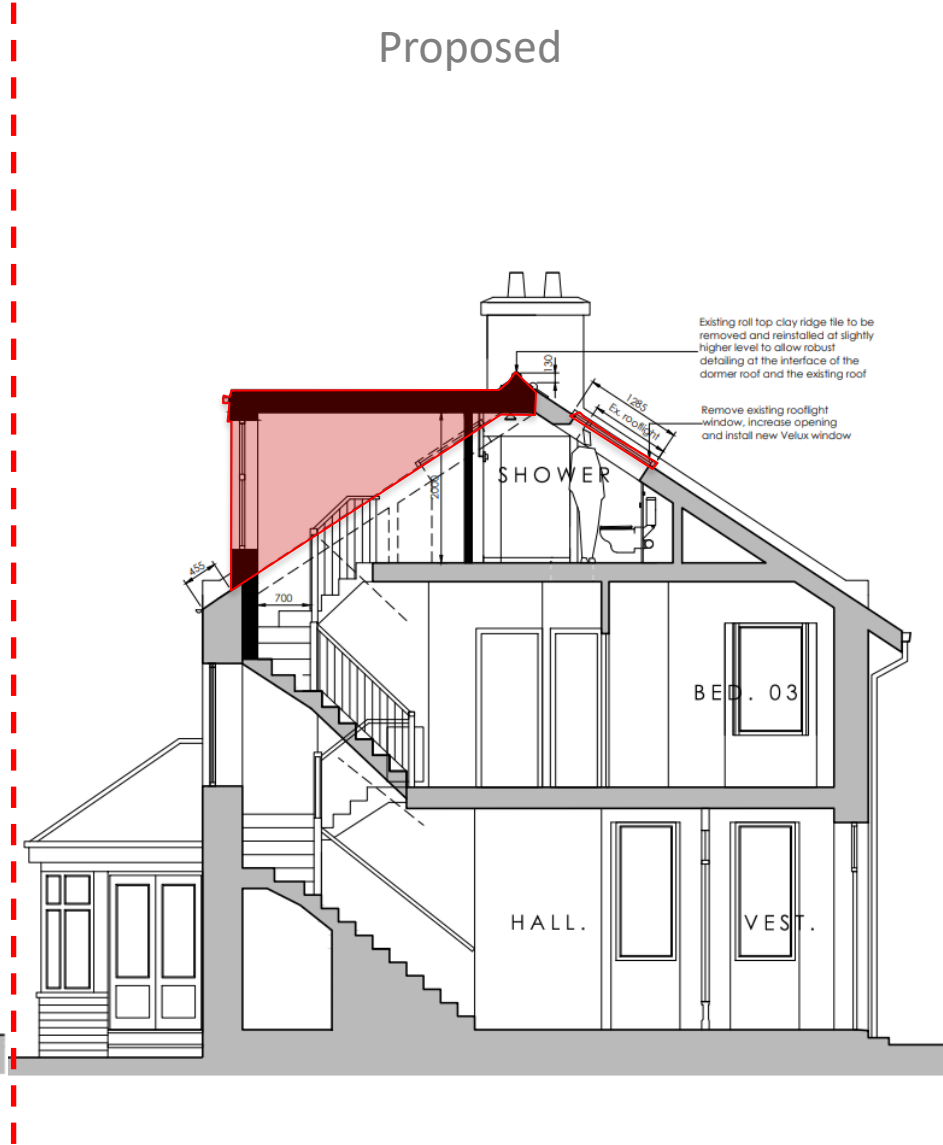 Proposed
Existing roll top clay ridge tile to be
removed and reinstalled at slightly
higher level to allow robust
detailing at the interface of the
dormer roof and the existing roof
130
1285
Ex. rooflight
Remove existing rooflight
window, increase opening
and install new Velux window
SHOWER
2000
455
700
BED. 03
HALL.
VEST.